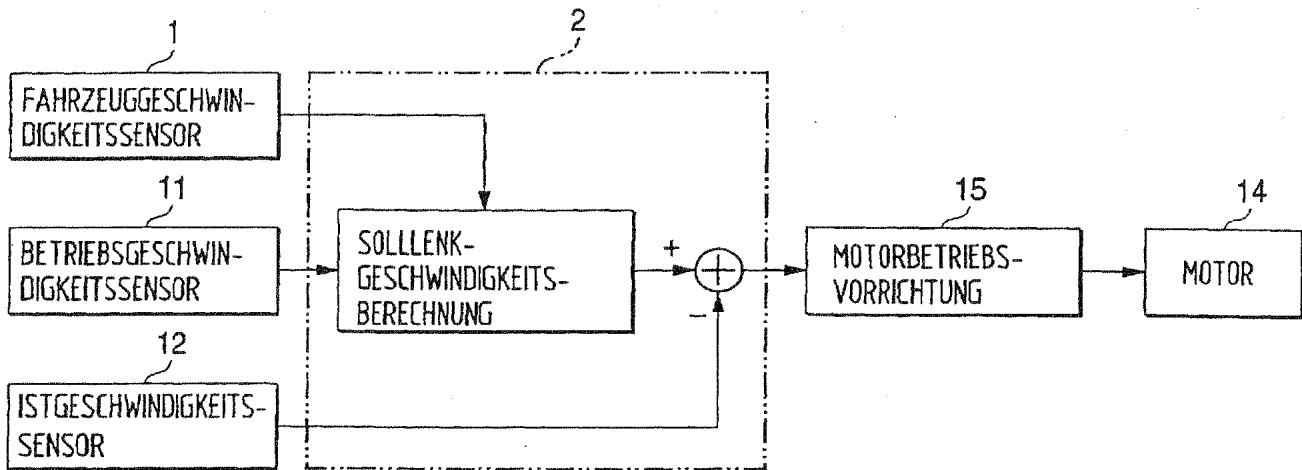 1
2
FAHRZEUGGESCHWIN-
DIGKEITSSENSOR
11
15
14
BETRIEBSGESCHWIN-
DIGKEITSSENSOR
SOLLLENK-
GESCHWINDIGKEITS-
BERECHNUNG
+
−
MOTORBETRIEBS-
VORRICHTUNG
MOTOR
12
ISTGESCHWINDIGKEITS-
SENSOR